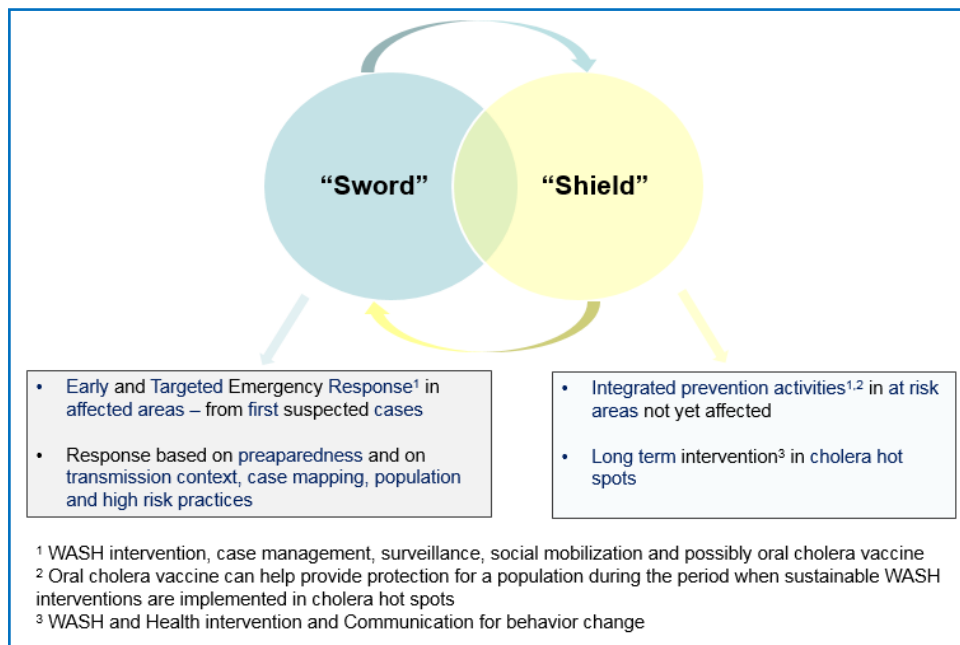 “Sword”
“Shield”
• Early and Targeted Emergency Response¹ in
affected areas – from first suspected cases
• Response based on preaparedness and on
transmission context, case mapping, population
and high risk practices
• Integrated prevention activities¹,² in at risk
areas not yet affected
• Long term intervention³ in cholera hot
spots
¹ WASH intervention, case management, surveillance, social mobilization and possibly oral cholera vaccine
² Oral cholera vaccine can help provide protection for a population during the period when sustainable WASH
interventions are implemented in cholera hot spots
³ WASH and Health intervention and Communication for behavior change